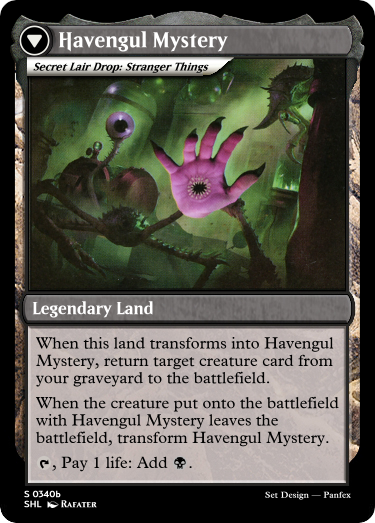 Havengul Mystery
Secret Lair Drop: Stranger Things
Legendary Land
When this land transforms into Havengul
Mystery, return target creature card from
your graveyard to the battlefield.
When the creature put onto the battlefield
with Havengul Mystery leaves the
battlefield, transform Havengul Mystery.
, Pay 1 life: Add .
S 0340b
Set Design — Panfex
SHL Rafater